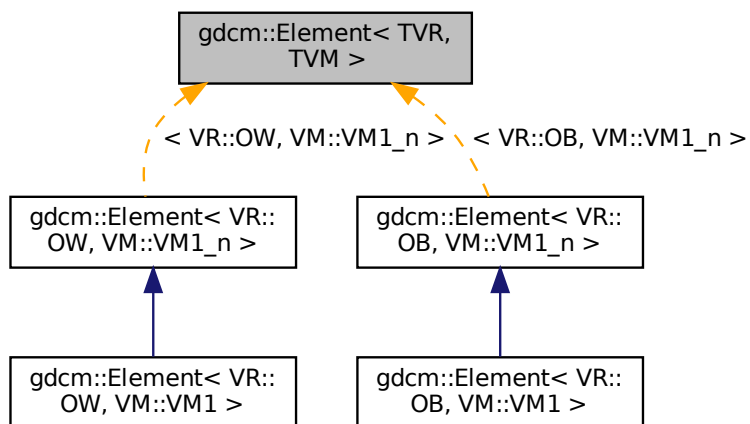 gdcm::Element< TVR,
TVM >
< VR::OW, VM::VM1_n >
< VR::OB, VM::VM1_n >
gdcm::Element< VR::
OW, VM::VM1_n >
gdcm::Element< VR::
OB, VM::VM1_n >
gdcm::Element< VR::
OW, VM::VM1 >
gdcm::Element< VR::
OB, VM::VM1 >